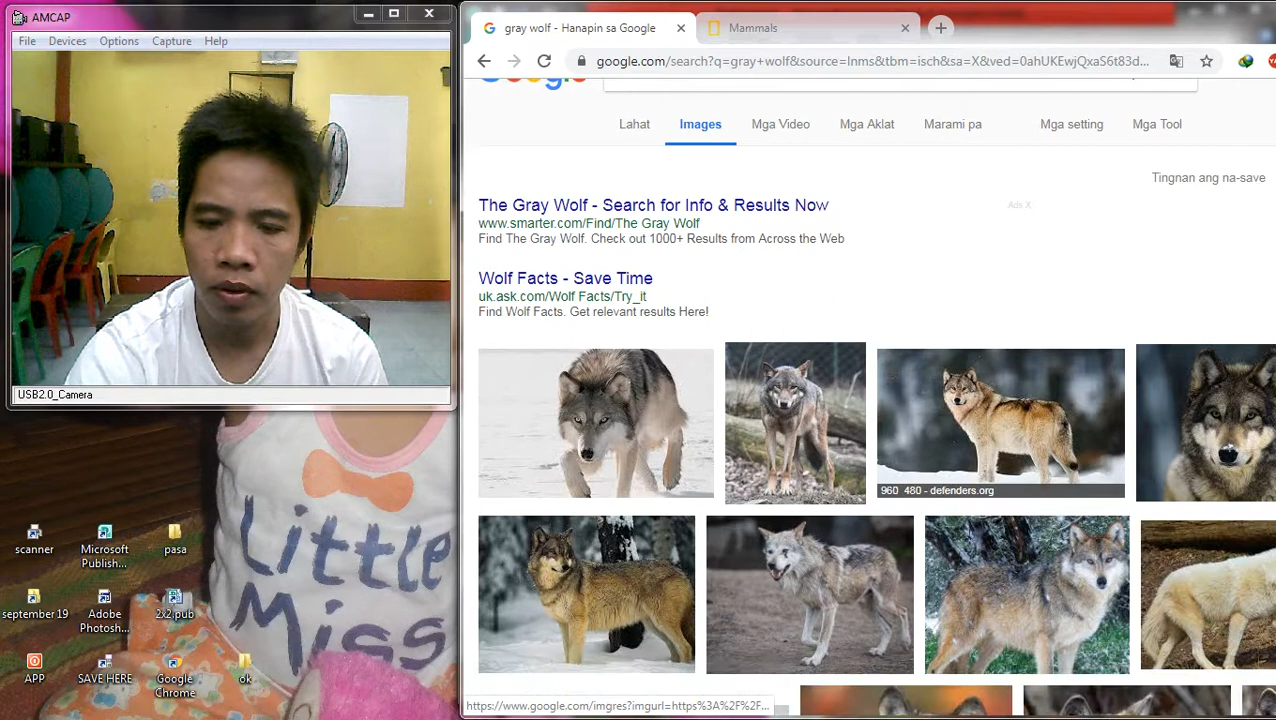 AMCAP
File Devices Options Capture Help
USB2.0_Camera
Little
Miss
scanner
Microsoft
Publish...
pasa
september 19
Adobe
Photosh...
2x2.pub
APP
SAVE HERE
Google
Chrome
ok
gray wolf - Hanapin sa Google
Mammals
google.com/search?q=gray+wolf&source=lnms&tbm=isch&sa=X&ved=0ahUKEwjQxaS6t83d...
Lahat Images Mga Video Mga Aklat Marami pa Mga setting Mga Tool
Tingnan ang na-save
The Gray Wolf - Search for Info & Results Now
Ads X
www.smarter.com/Find/The Gray Wolf
Find The Gray Wolf. Check out 1000+ Results from Across the Web
Wolf Facts - Save Time
uk.ask.com/Wolf Facts/Try_it
Find Wolf Facts. Get relevant results Here!
960 480 - defenders.org
https://www.google.com/imgres?imgurl=https%3A%2F%2F...